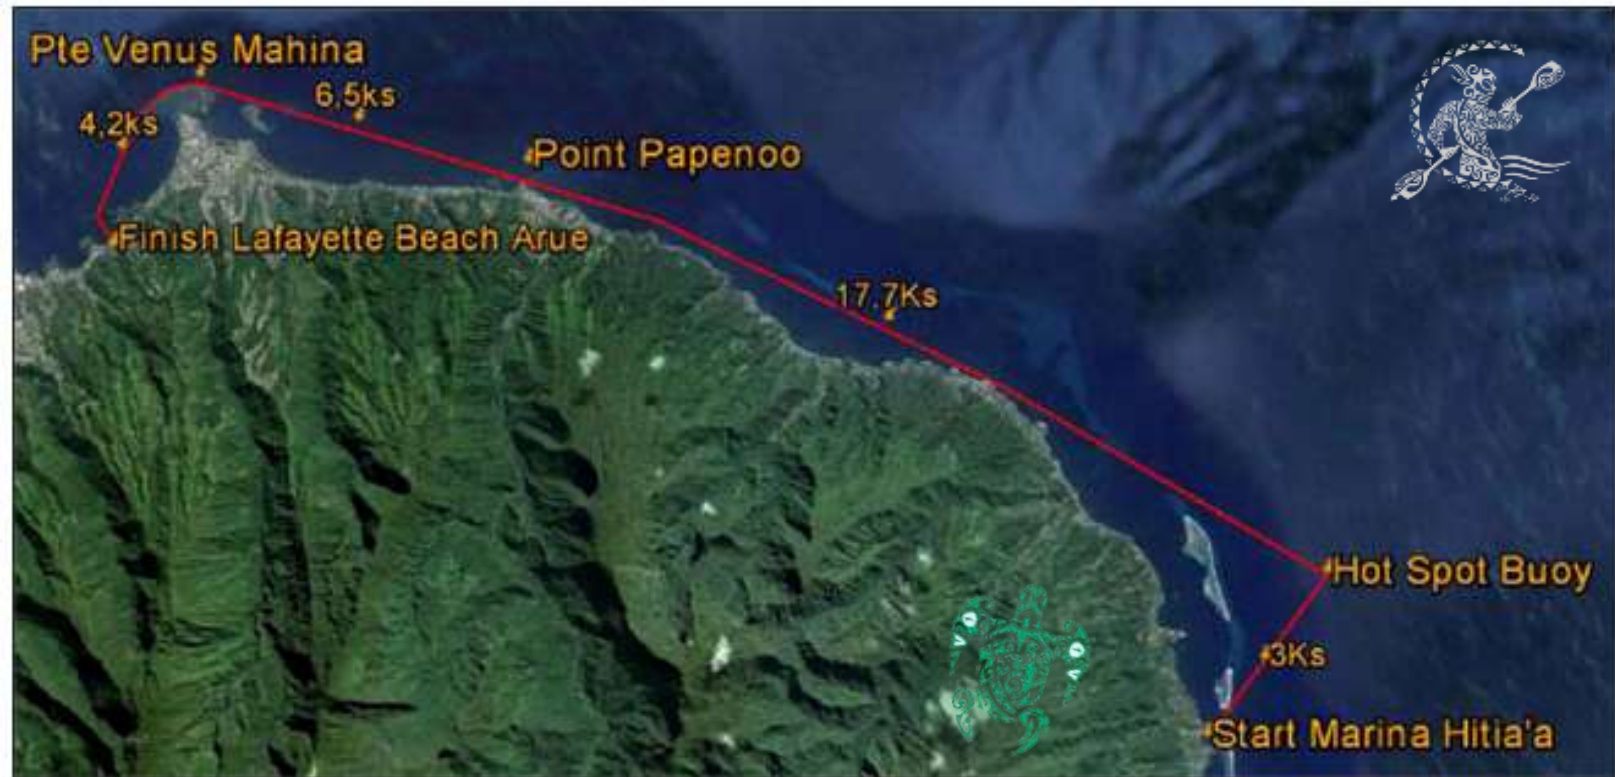 Pte Venus Mahina
6,5ks
4,2ks
Point Papenoo
Finish Lafayette Beach Arue
17,7Ks
Hot Spot Buoy
3Ks
Start Marina Hitia'a